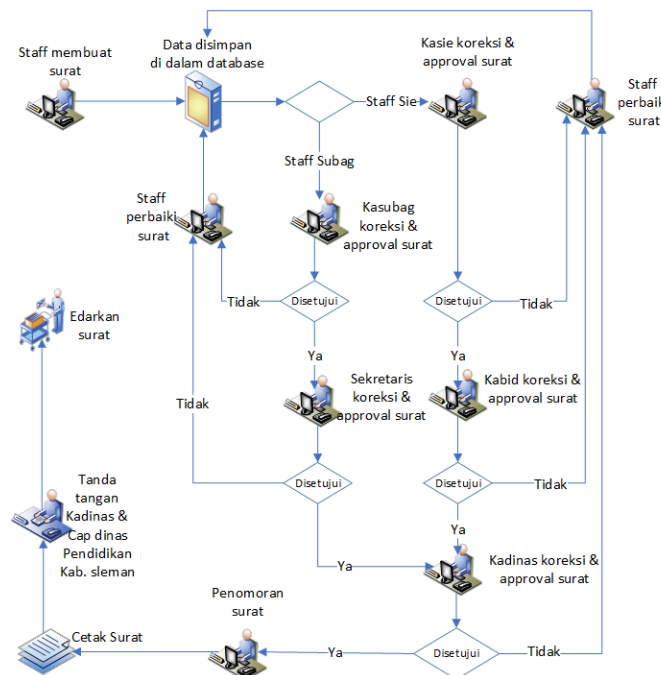 Staff membuat
surat
Data disimpan
di dalam database
Kasie koreksi &
approval surat
Staff
perbaiki
surat
Staff Sie
Staff Subag
Staff
perbaiki
surat
Kasubag
koreksi &
approval surat
Disetujui
Tidak
Disetujui
Tidak
Edarkan
surat
Ya
Ya
Sekretaris
koreksi &
approval surat
Kabid koreksi &
approval surat
Tidak
Disetujui
Disetujui
Tidak
Tanda
tangan
Kadinas &
Cap dinas
Pendidikan
Kab. sleman
Ya
Ya
Kadinas koreksi &
approval surat
Penomoran
surat
Cetak Surat
Ya
Disetujui
Tidak